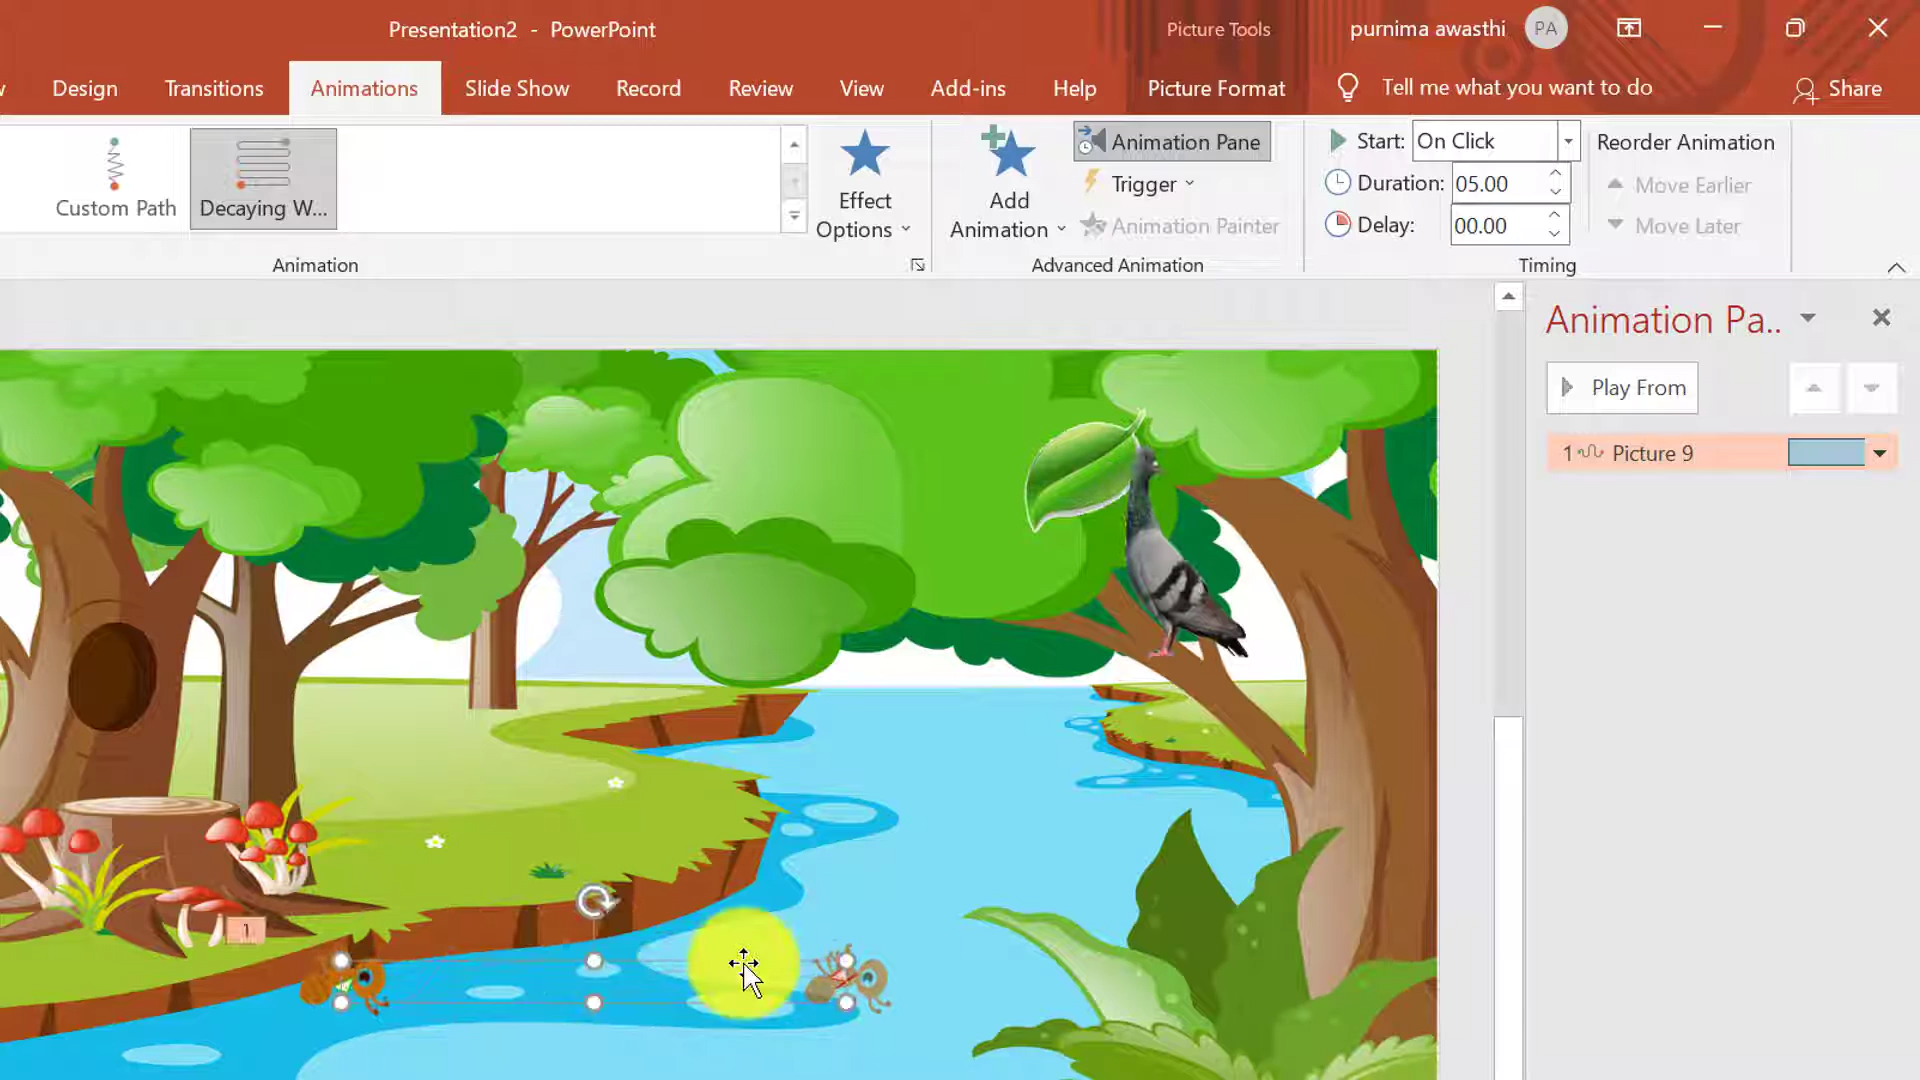 Presentation2 - PowerPoint
Picture Tools
purnima awasthi
PA
Design
Transitions
Animations
Slide Show
Record
Review
View
Add-ins
Help
Picture Format
Tell me what you want to do
Share
Custom Path
Decaying W...
Effect
Options
Add
Animation
Animation Pane
Trigger
Animation Painter
Start: On Click
Duration: 05.00
Delay: 00.00
Reorder Animation
Move Earlier
Move Later
Animation
Advanced Animation
Timing
Animation Pa..
Play From
1 Picture 9
1